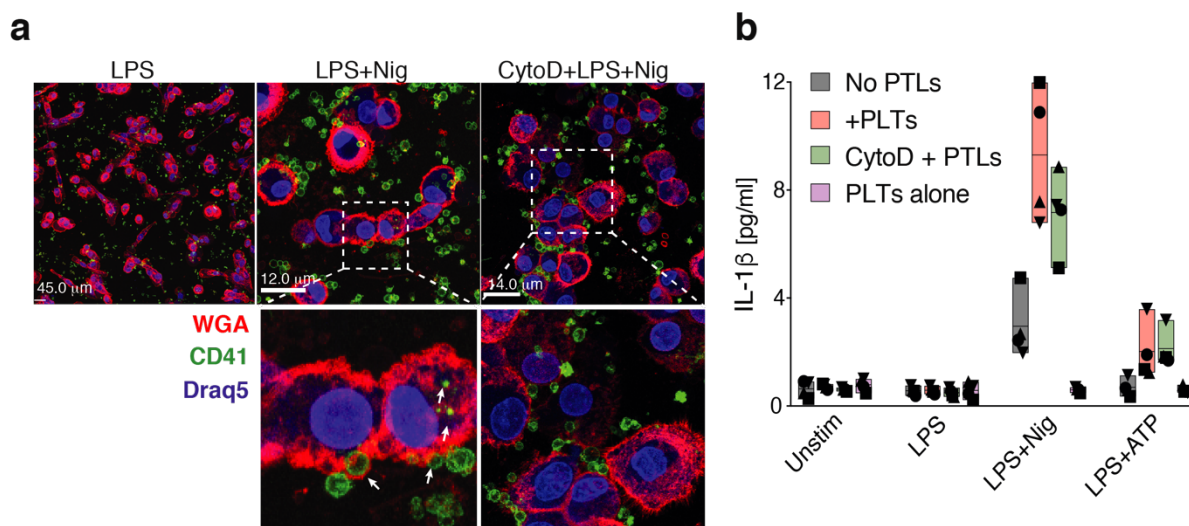 a
LPS
LPS+Nig
CytoD+LPS+Nig
45.0 μm
12.0 μm
14.0 μm
WGA
CD41
Draq5
b
IL-1β [pg/ml]
12
8
4
0
No PTLs
+PLTs
CytoD + PTLs
PLTs alone
Unstim
LPS
LPS+Nig
LPS+ATP